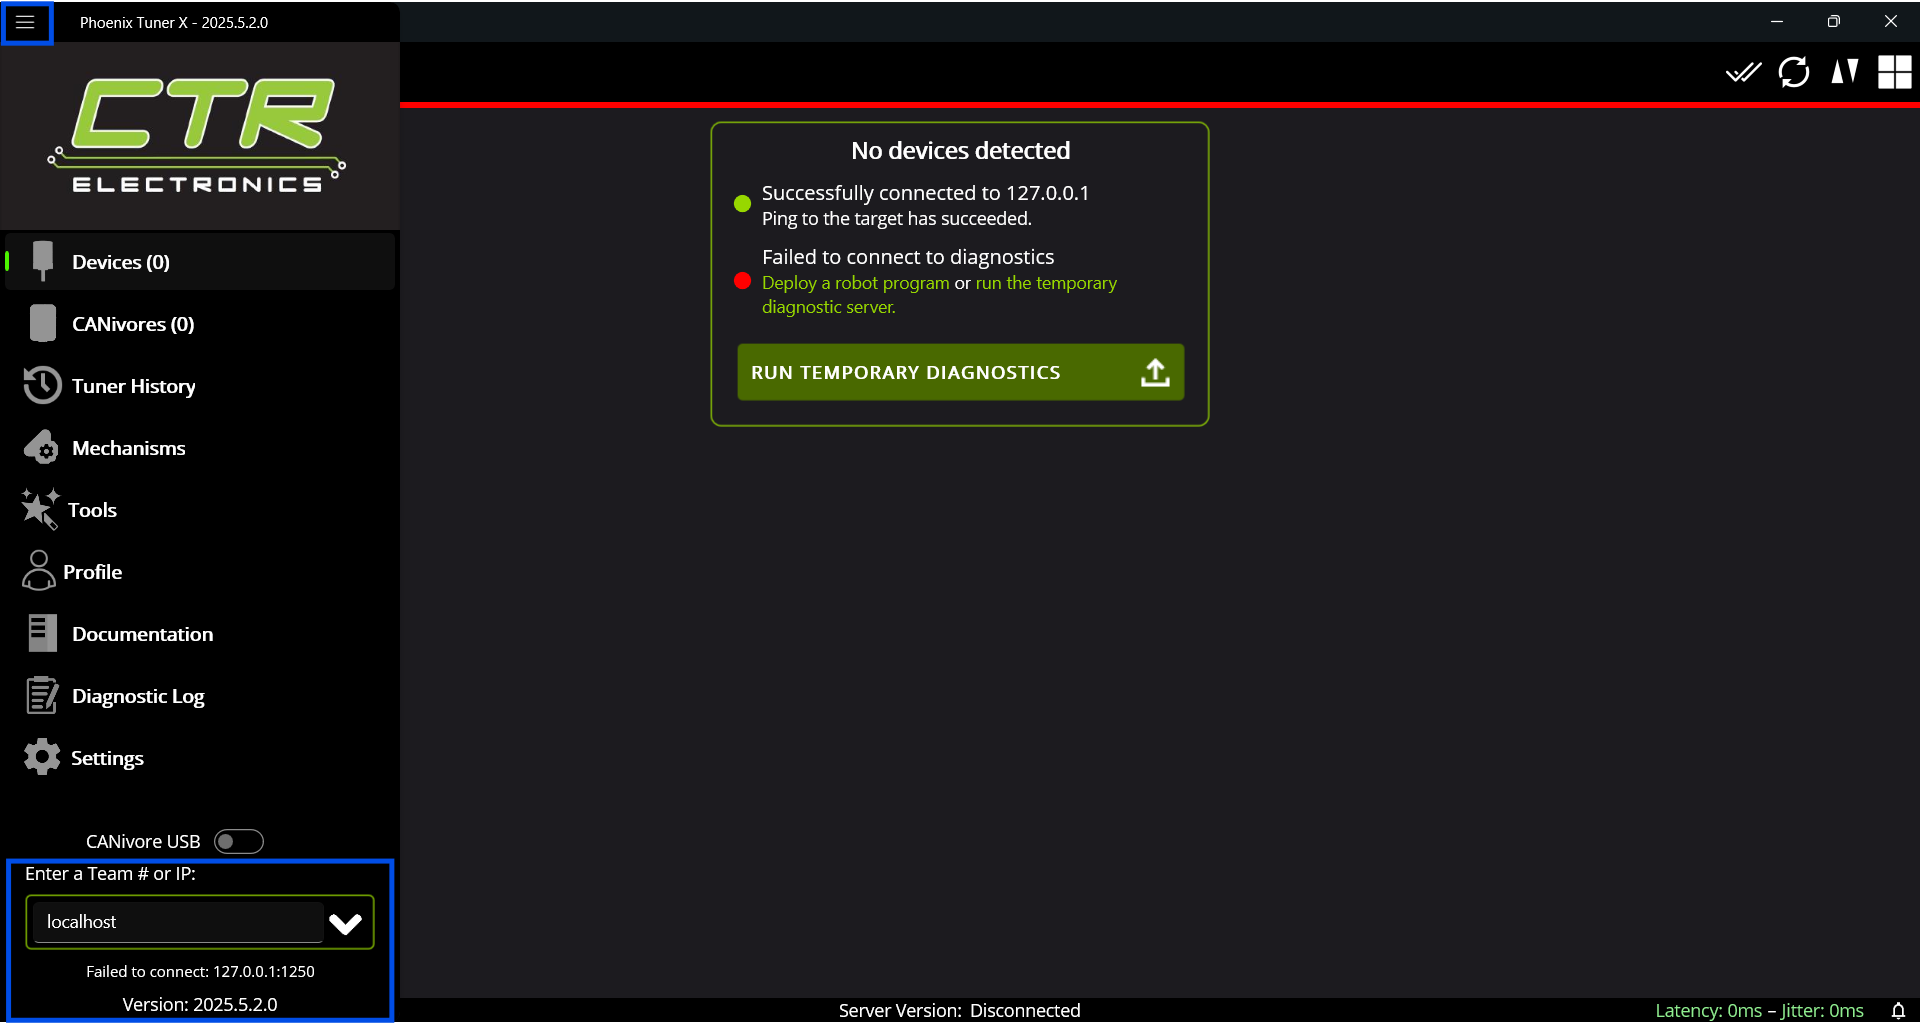 Phoenix Tuner X - 2025.5.2.0
CTR
ELECTRONICS
Devices (0)
CANivores (0)
Tuner History
Mechanisms
Tools
Profile
Documentation
Diagnostic Log
Settings
CANivore USB
Enter a Team # or IP:
localhost
Failed to connect: 127.0.0.1:1250
Version: 2025.5.2.0
No devices detected
Successfully connected to 127.0.0.1
Ping to the target has succeeded.
Failed to connect to diagnostics
Deploy a robot program or run the temporary
diagnostic server.
RUN TEMPORARY DIAGNOSTICS
Server Version: Disconnected
Latency: 0ms – Jitter: 0ms